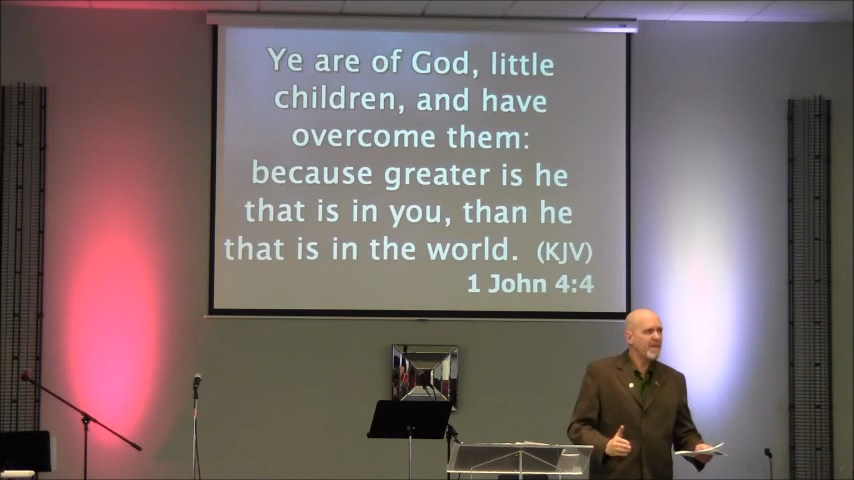 Ye are of God, little
children, and have
overcome them:
because greater is he
that is in you, than he
that is in the world. (KJV)
1 John 4:4